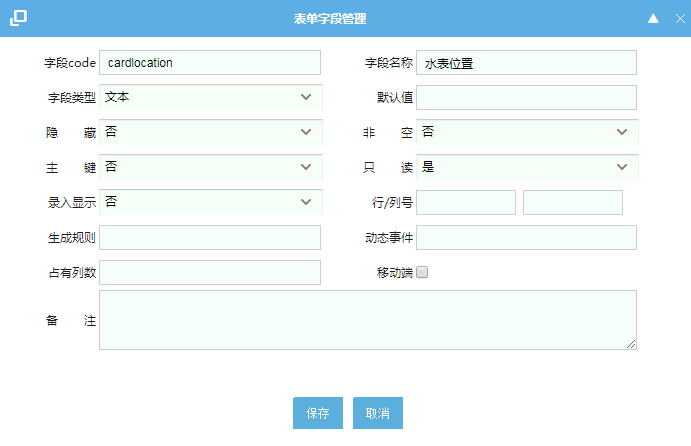 表单字段管理
字段code cardlocation 字段名称 水表位置
字段类型 文本 默认值
隐 藏 否 非 空 否
主 键 否 只 读 是
录入显示 否 行/列号
生成规则 动态事件
占有列数 移动端
备 注
保存 取消